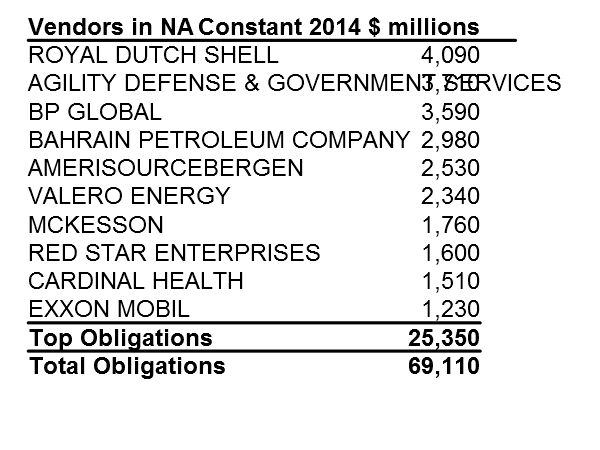 Vendors in NA Constant 2014 $ millions
ROYAL DUTCH SHELL 4,090
AGILITY DEFENSE & GOVERNMENT SERVICES 3,710
BP GLOBAL 3,590
BAHRAIN PETROLEUM COMPANY 2,980
AMERISOURCEBERGEN 2,530
VALERO ENERGY 2,340
MCKESSON 1,760
RED STAR ENTERPRISES 1,600
CARDINAL HEALTH 1,510
EXXON MOBIL 1,230
Top Obligations 25,350
Total Obligations 69,110